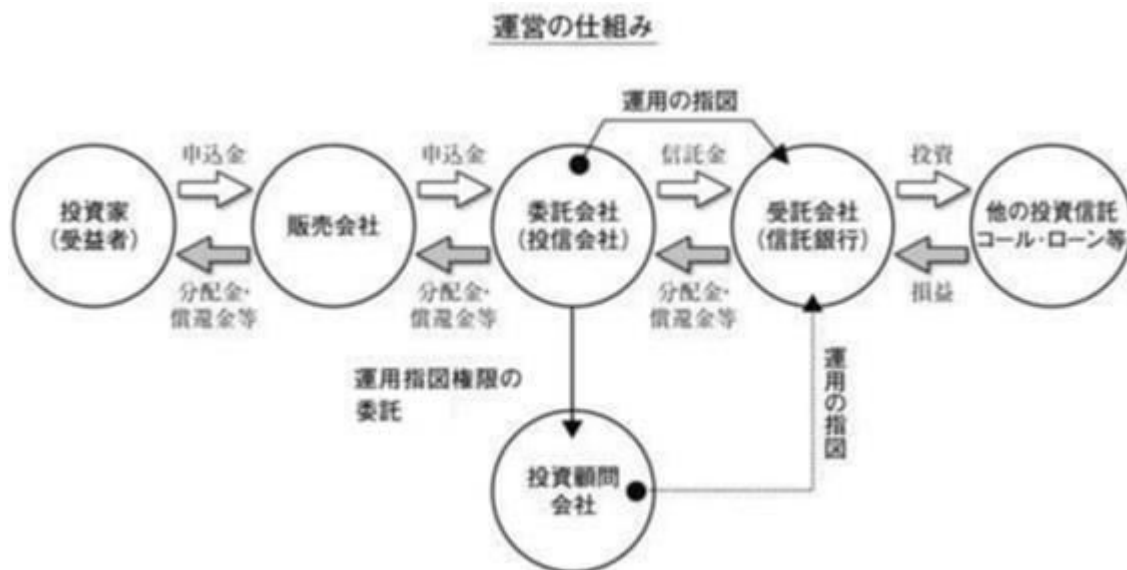 運営の仕組み
運用の指図
申込金
申込金
信託金
投資
投資家
(受益者)
販売会社
委託会社
(投信会社)
受託会社
(信託銀行)
他の投資信託
コール・ローン等
分配金・
償還金等
分配金・
償還金等
分配金・
償還金等
損益
運用指図権限の
委託
運用の指図
投資顧問
会社